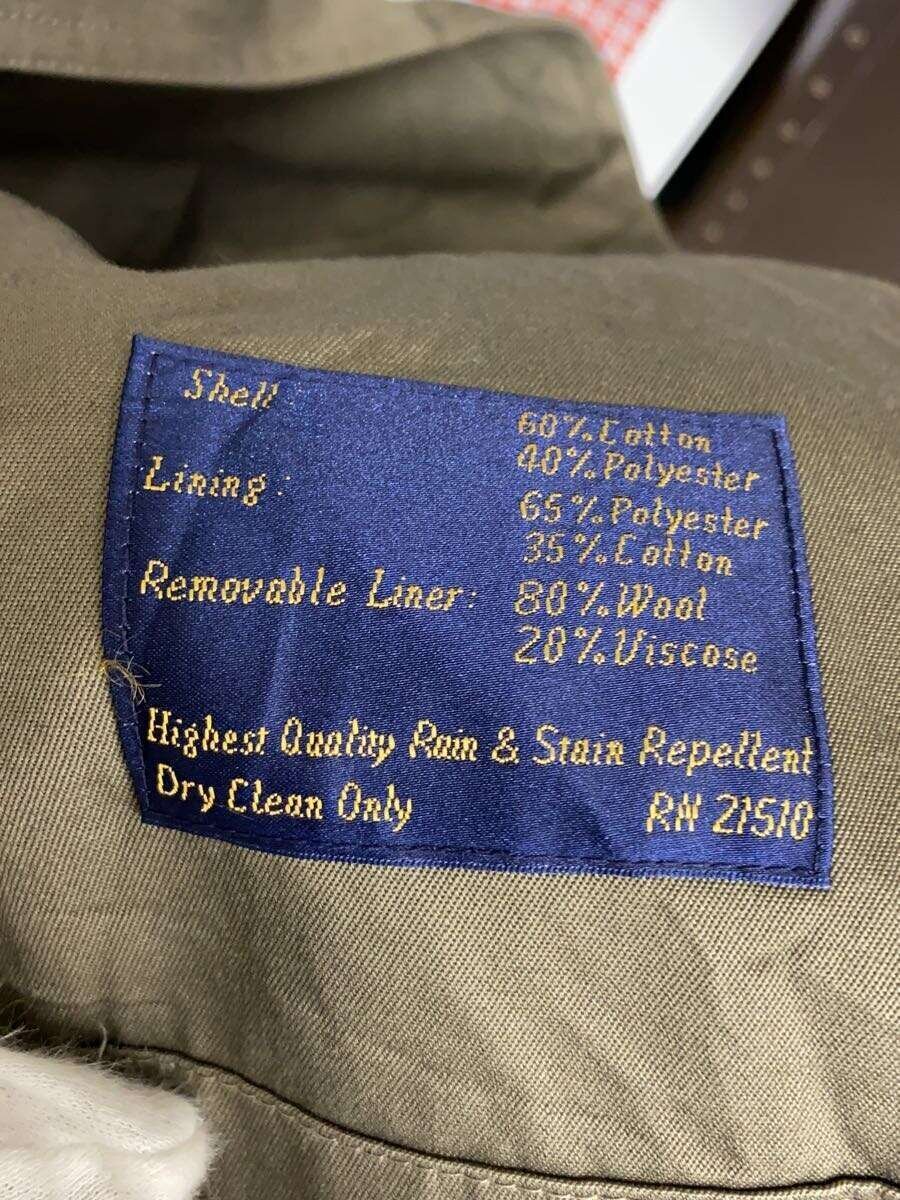 Shell
60% Cotton
40% Polyester
Lining:
65% Polyester
35% Cotton
Removable Liner: 80% Wool
20% Viscose
Highest Quality Rain & Stain Repellent
Dry Clean Only RN 21510